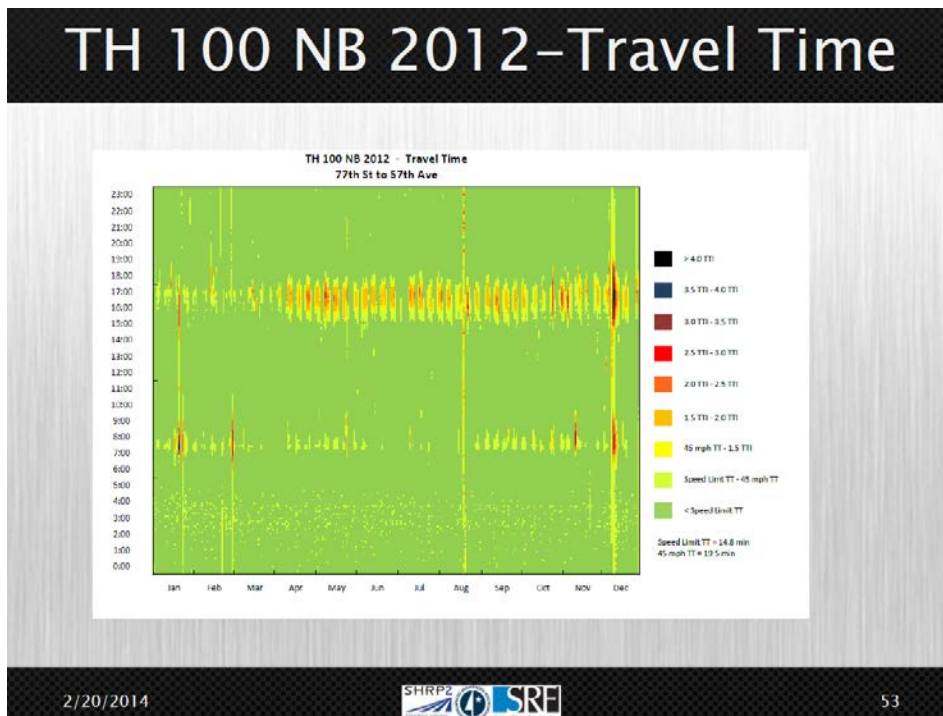 TH 100 NB 2012-Travel Time
TH 100 NB 2012 - Travel Time
77th St to 57th Ave
23:00
22:00
21:00
20:00
19:00
18:00
17:00
16:00
15:00
14:00
13:00
12:00
11:00
10:00
9:00
8:00
7:00
6:00
5:00
4:00
3:00
2:00
1:00
0:00
Jan Feb Mar Apr May Jun Jul Aug Sep Oct Nov Dec
> 4.0 TTI
3.5 TTI - 4.0 TTI
3.0 TTI - 3.5 TTI
2.5 TTI - 3.0 TTI
2.0 TTI - 2.5 TTI
1.5 TTI - 2.0 TTI
45 mph TT - 1.5 TTI
Speed Limit TT - 45 mph TT
< Speed Limit TT
Speed Limit TT = 14.8 min
45 mph TT = 19.5 min
2/20/2014
SHRP2
SRF
53